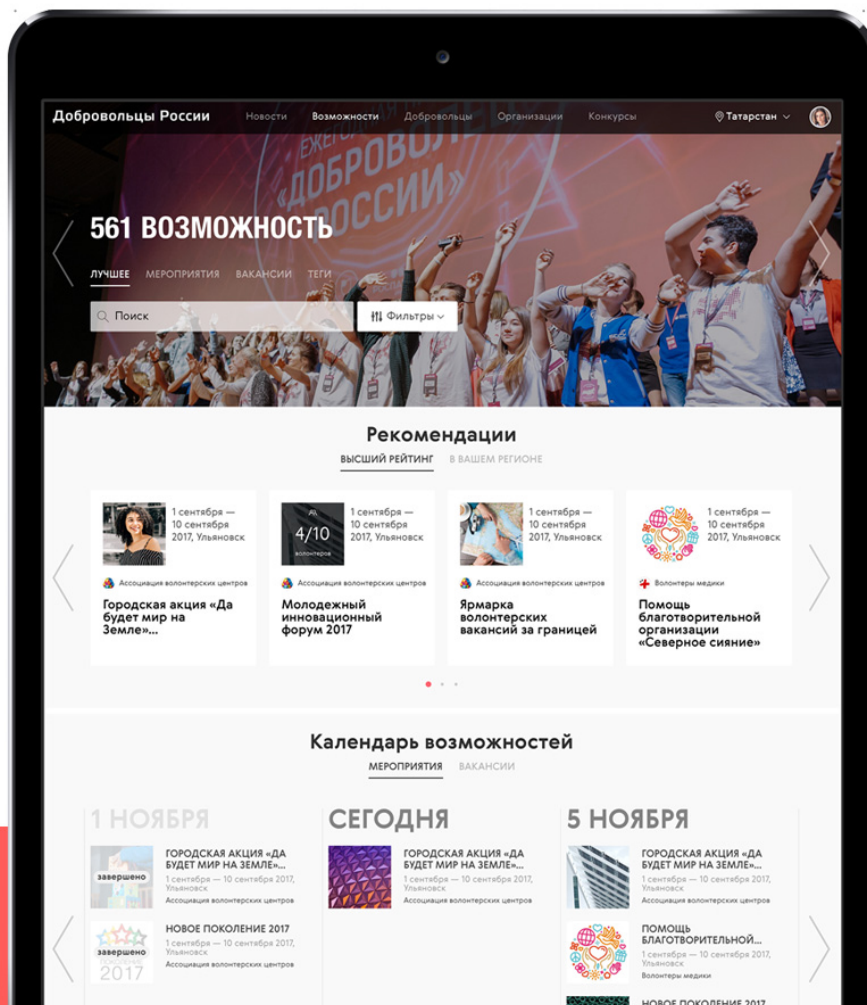 Добровольцы России
Новости
Возможности
Добровольцы
Организации
Конкурсы
Татарстан
ЕЖЕГОДНАЯ
«ДОБРОВОЛЕЦ
РОССИИ»
561 ВОЗМОЖНОСТЬ
ЛУЧШЕЕ
МЕРОПРИЯТИЯ
ВАКАНСИИ
ТЕГИ
Поиск
Фильтры
Рекомендации
ВЫСШИЙ РЕЙТИНГ
В ВАШЕМ РЕГИОНЕ
1 сентября —
10 сентября
2017, Ульяновск
Ассоциация волонтерских центров
Городская акция «Да
будет мир на
Земле»...
4/10
волонтеров
1 сентября —
10 сентября
2017, Ульяновск
Ассоциация волонтерских центров
Молодежный
инновационный
форум 2017
1 сентября —
10 сентября
2017, Ульяновск
Ассоциация волонтерских центров
Ярмарка
волонтерских
вакансий за границей
1 сентября —
10 сентября
2017, Ульяновск
Волонтеры медики
Помощь
благотворительной
организации
«Северное сияние»
Календарь возможностей
МЕРОПРИЯТИЯ
ВАКАНСИИ
1 НОЯБРЯ
завершено
ГОРОДСКАЯ АКЦИЯ «ДА
БУДЕТ МИР НА ЗЕМЛЕ»...
1 сентября — 10 сентября 2017,
Ульяновск
Ассоциация волонтерских центров
завершено
ПОКОЛЕНИЕ
2017
НОВОЕ ПОКОЛЕНИЕ 2017
1 сентября — 10 сентября 2017,
Ульяновск
Ассоциация волонтерских центров
СЕГОДНЯ
ГОРОДСКАЯ АКЦИЯ «ДА
БУДЕТ МИР НА ЗЕМЛЕ»...
1 сентября — 10 сентября 2017,
Ульяновск
Ассоциация волонтерских центров
5 НОЯБРЯ
ГОРОДСКАЯ АКЦИЯ «ДА
БУДЕТ МИР НА ЗЕМЛЕ»...
1 сентября — 10 сентября 2017,
Ульяновск
Ассоциация волонтерских центров
ПОМОЩЬ
БЛАГОТВОРИТЕЛЬНОЙ...
1 сентября — 10 сентября 2017,
Ульяновск
Волонтеры медики
НОВОЕ ПОКОЛЕНИЕ 2017